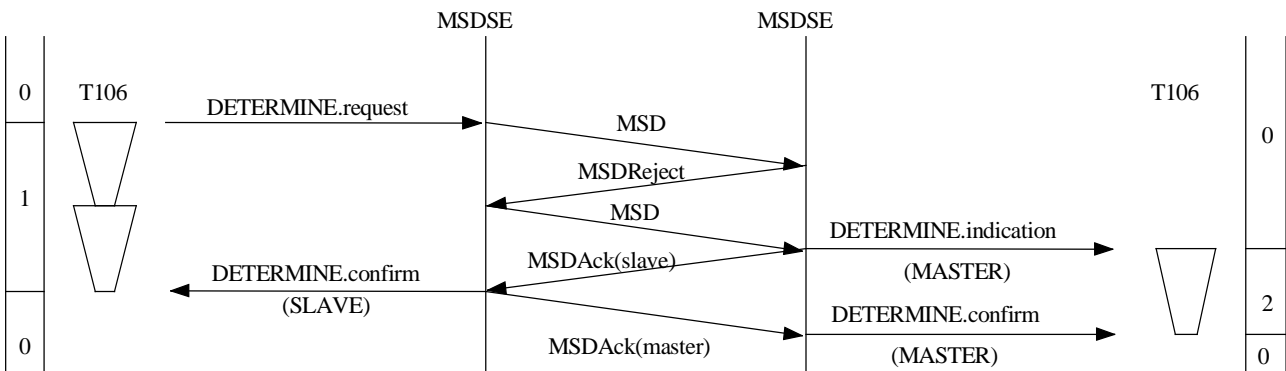 MSDSE MSDSE
0 T106 T106
DETERMINE.request
MSD
0
MSDReject
1
MSD
DETERMINE.indication
MSDAck(slave)
DETERMINE.confirm
(MASTER)
(SLAVE)
2
DETERMINE.confirm
0
MSDAck(master)
(MASTER)
0